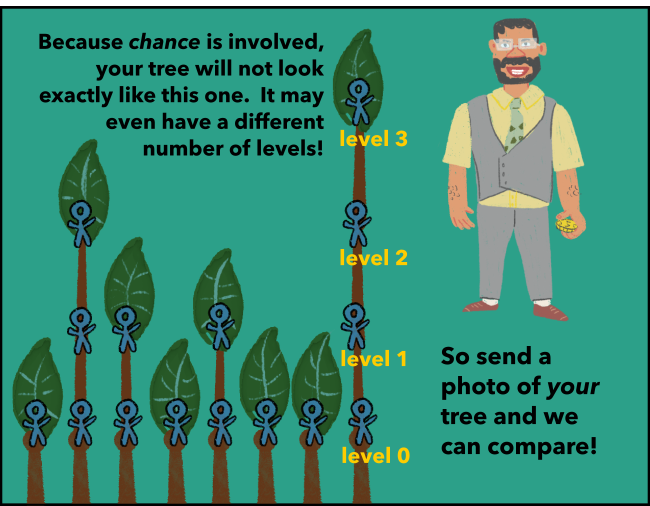 Because chance is involved,
your tree will not look
exactly like this one.  It may
even have a different
number of levels!
level 3
level 2
level 1
level 0
So send a
photo of your
tree and we
can compare!